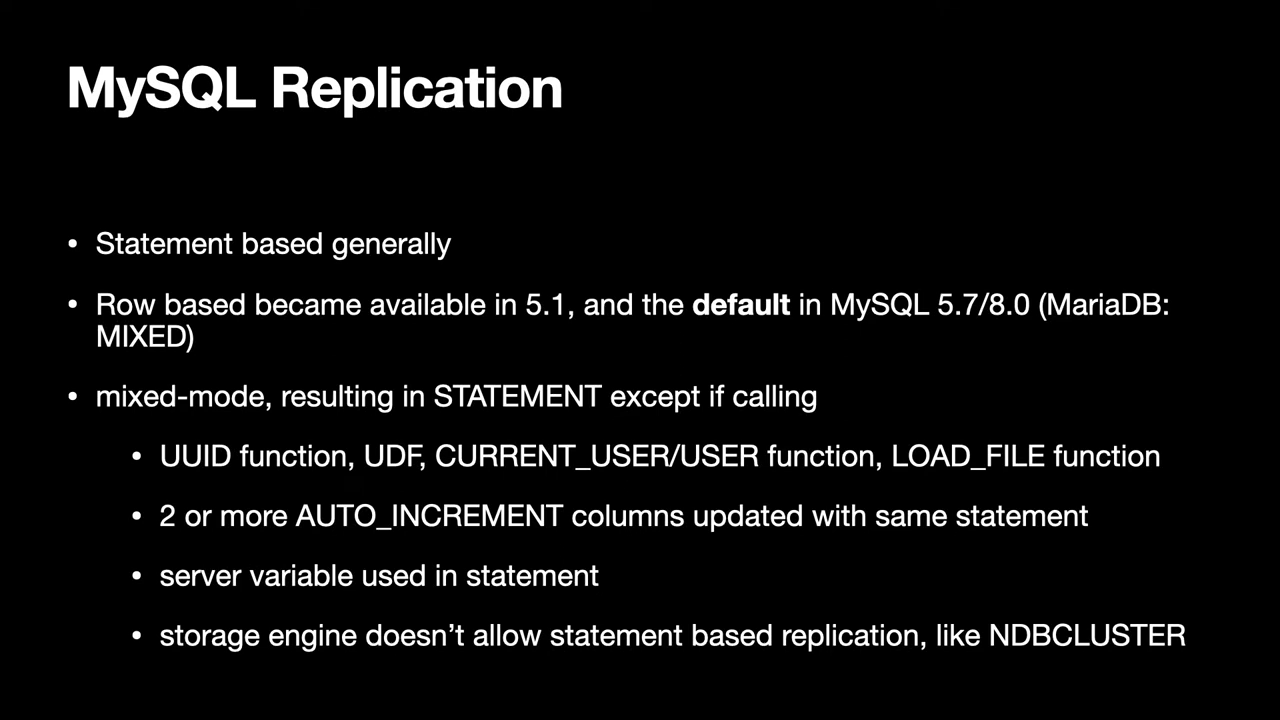 MySQL Replication
• Statement based generally
• Row based became available in 5.1, and the default in MySQL 5.7/8.0 (MariaDB:
MIXED)
• mixed-mode, resulting in STATEMENT except if calling
• UUID function, UDF, CURRENT_USER/USER function, LOAD_FILE function
• 2 or more AUTO_INCREMENT columns updated with same statement
• server variable used in statement
• storage engine doesn’t allow statement based replication, like NDBCLUSTER